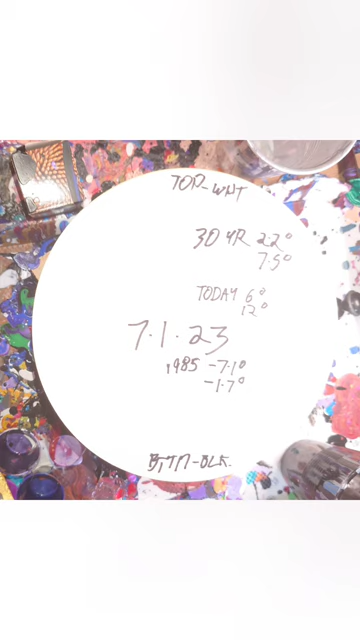 TOP-WHT
30 YR 2.2°
7.5°
TODAY 6°
12°
7.1.23
1985 -7.1°
-1.7°
BTM-BLK.